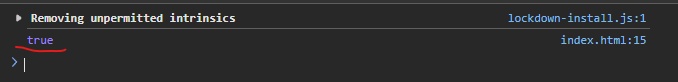 Removing unpermitted intrinsics lockdown-install.js:1
true index.html:15